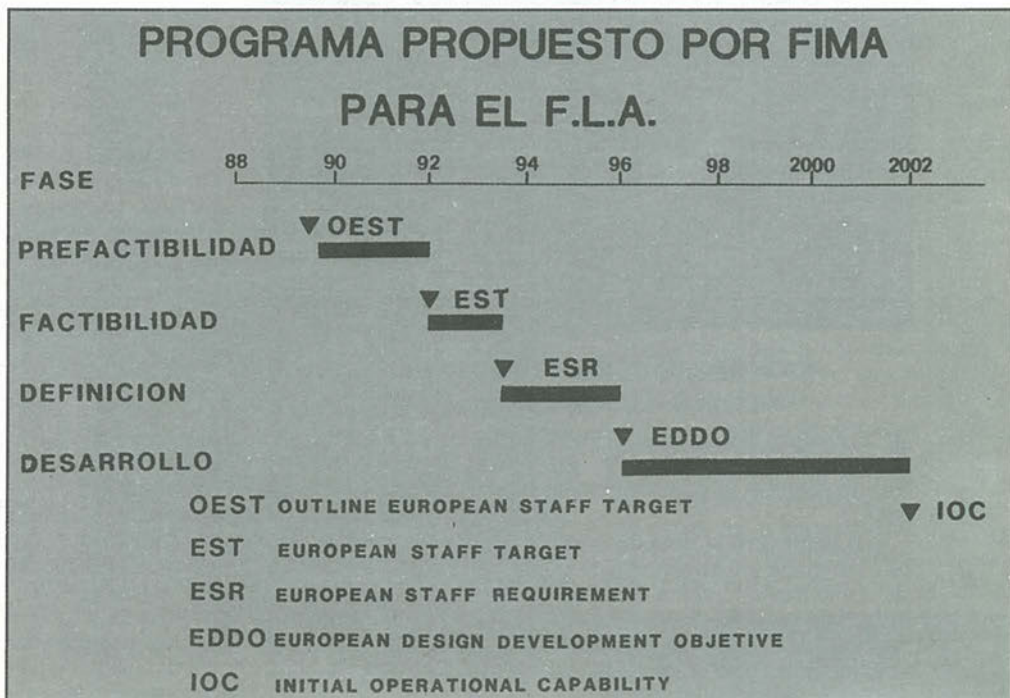 PROGRAMA PROPUESTO POR FIMA
PARA EL F.L.A.
FASE 88 90 92 94 96 98 2000 2002
PREFACTIBILIDAD ▼ OEST
FACTIBILIDAD ▼ EST
DEFINICION ▼ ESR
DESARROLLO ▼ EDDO
OEST OUTLINE EUROPEAN STAFF TARGET ▼ IOC
EST EUROPEAN STAFF TARGET
ESR EUROPEAN STAFF REQUIREMENT
EDDO EUROPEAN DESIGN DEVELOPMENT OBJETIVE
IOC INITIAL OPERATIONAL CAPABILITY